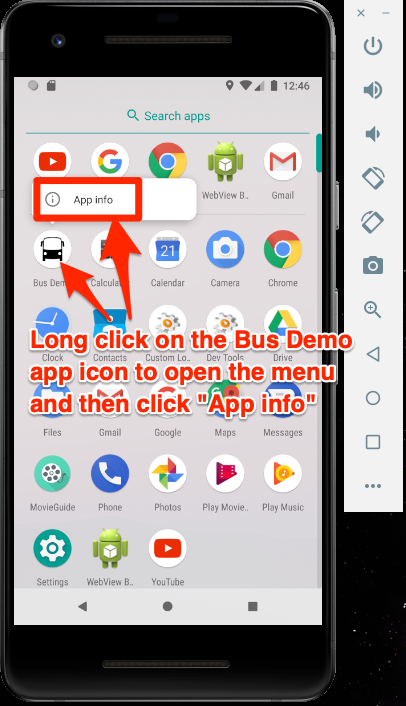 12:46
Search apps
WebView B..
Gmail
App info
21
Bus Dem
Calculat
Calendar
Camera
Chrome
Clock
Contacts
Custom Lo..
Dev Tools
Drive
Long click on the Bus Demo
app icon to open the menu
and then click "App info"
Files
Gmail
Google
Maps
Messages
MovieGuide
Phone
Photos
Play Movie..
Play Music
Settings
WebView B..
YouTube